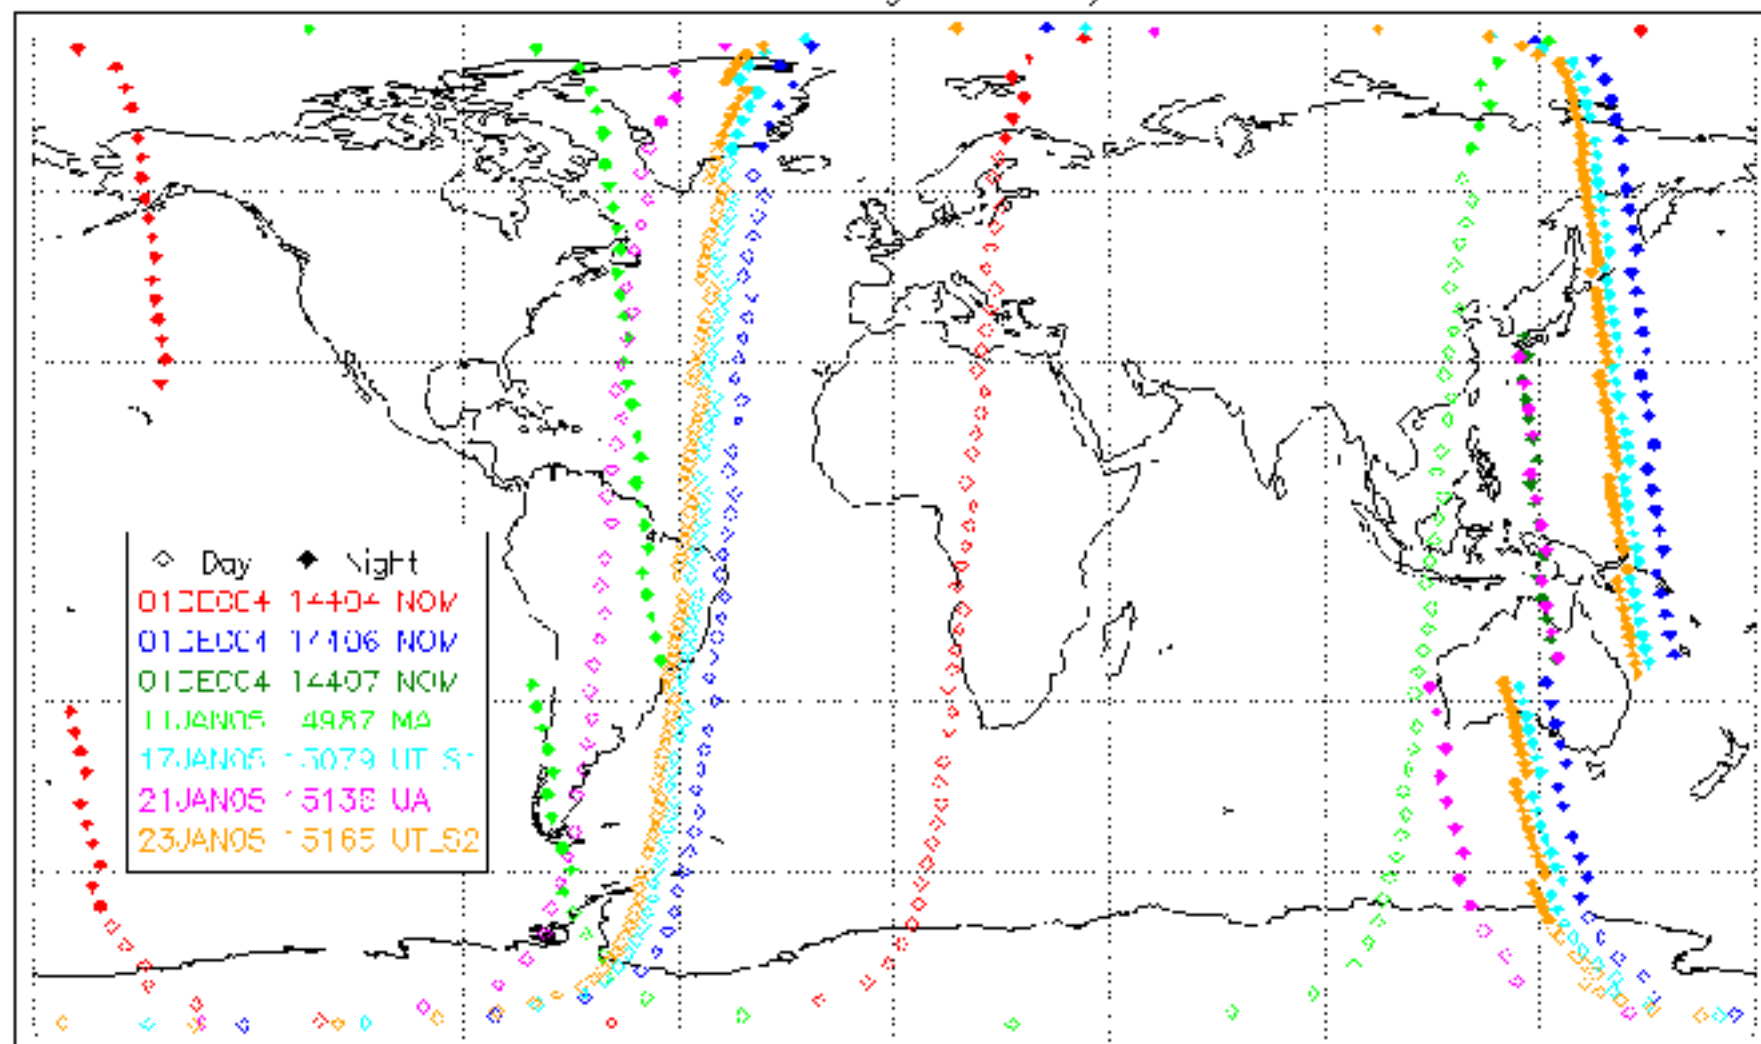 Day Night
01DEC04 14404 NOM
01DEC04 14406 NOM
01DEC04 14407 NOM
11JAN05 14987 MA
17JAN05 15079 UT_S1
21JAN05 15138 UA
23JAN05 15165 UT_S2